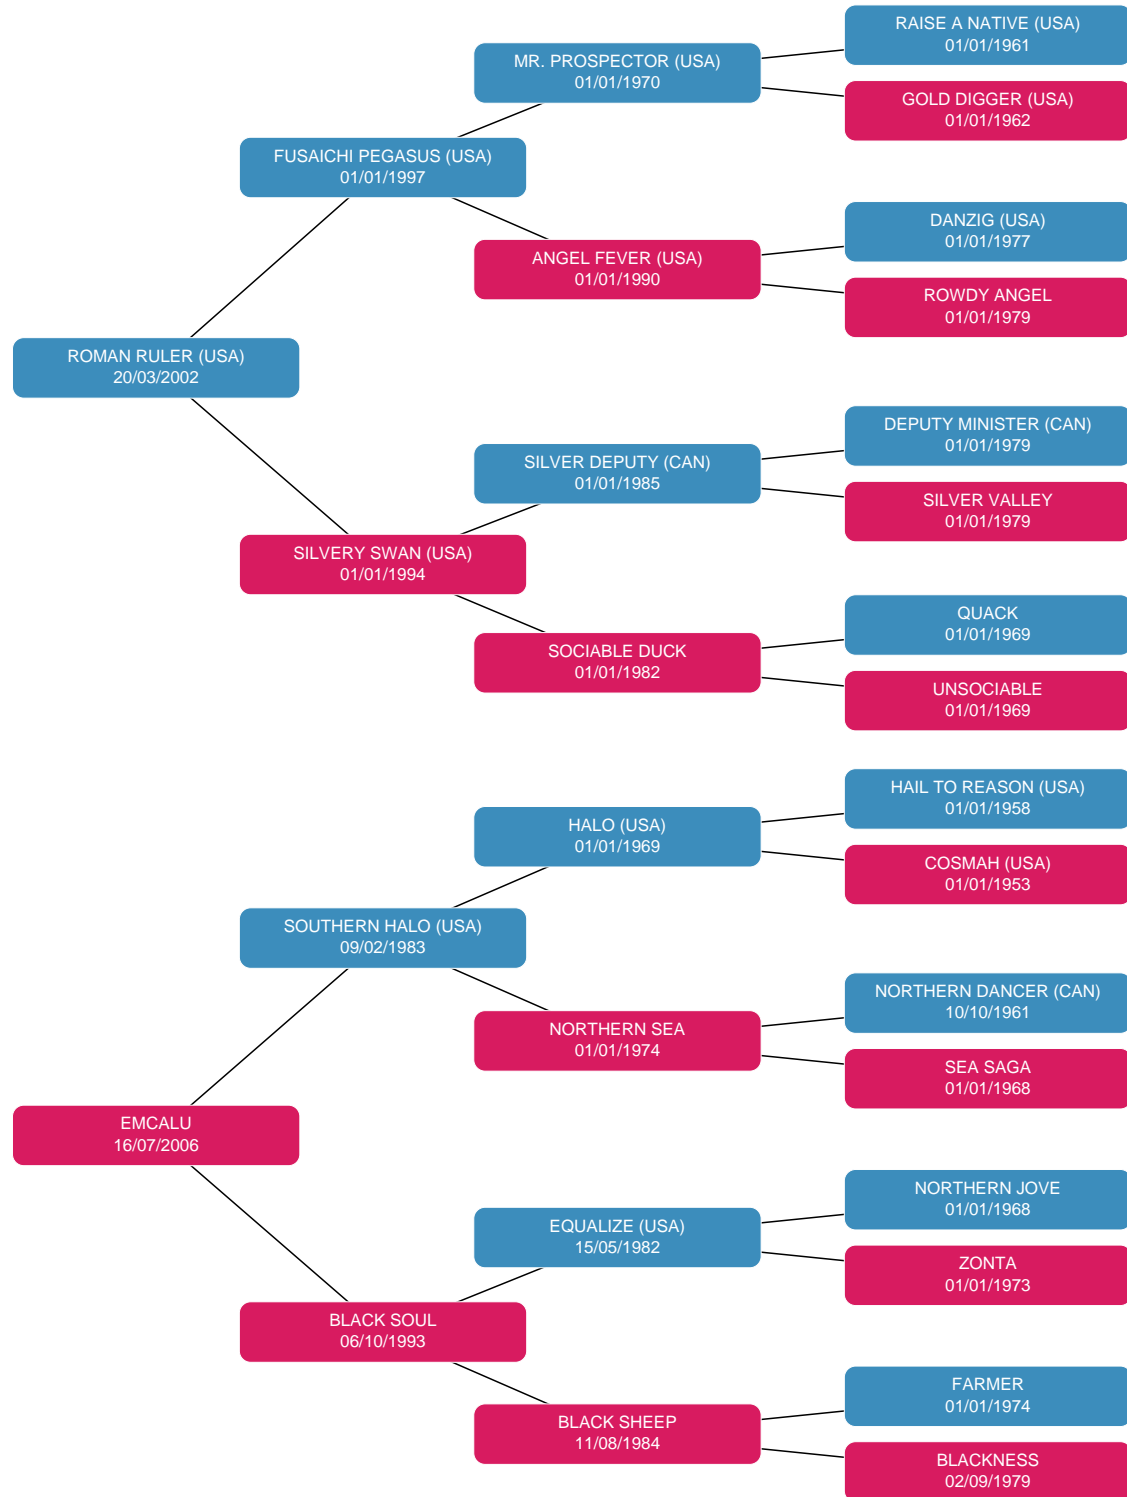 RAISE A NATIVE (USA)
01/01/1961
MR. PROSPECTOR (USA)
01/01/1970
GOLD DIGGER (USA)
01/01/1962
FUSAICHI PEGASUS (USA)
01/01/1997
DANZIG (USA)
01/01/1977
ANGEL FEVER (USA)
01/01/1990
ROWDY ANGEL
01/01/1979
ROMAN RULER (USA)
20/03/2002
DEPUTY MINISTER (CAN)
01/01/1979
SILVER DEPUTY (CAN)
01/01/1985
SILVER VALLEY
01/01/1979
SILVERY SWAN (USA)
01/01/1994
QUACK
01/01/1969
SOCIABLE DUCK
01/01/1982
UNSOCIABLE
01/01/1969
HAIL TO REASON (USA)
01/01/1958
HALO (USA)
01/01/1969
COSMAH (USA)
01/01/1953
SOUTHERN HALO (USA)
09/02/1983
NORTHERN DANCER (CAN)
10/10/1961
NORTHERN SEA
01/01/1974
SEA SAGA
01/01/1968
EMCALU
16/07/2006
NORTHERN JOVE
01/01/1968
EQUALIZE (USA)
15/05/1982
ZONTA
01/01/1973
BLACK SOUL
06/10/1993
FARMER
01/01/1974
BLACK SHEEP
11/08/1984
BLACKNESS
02/09/1979